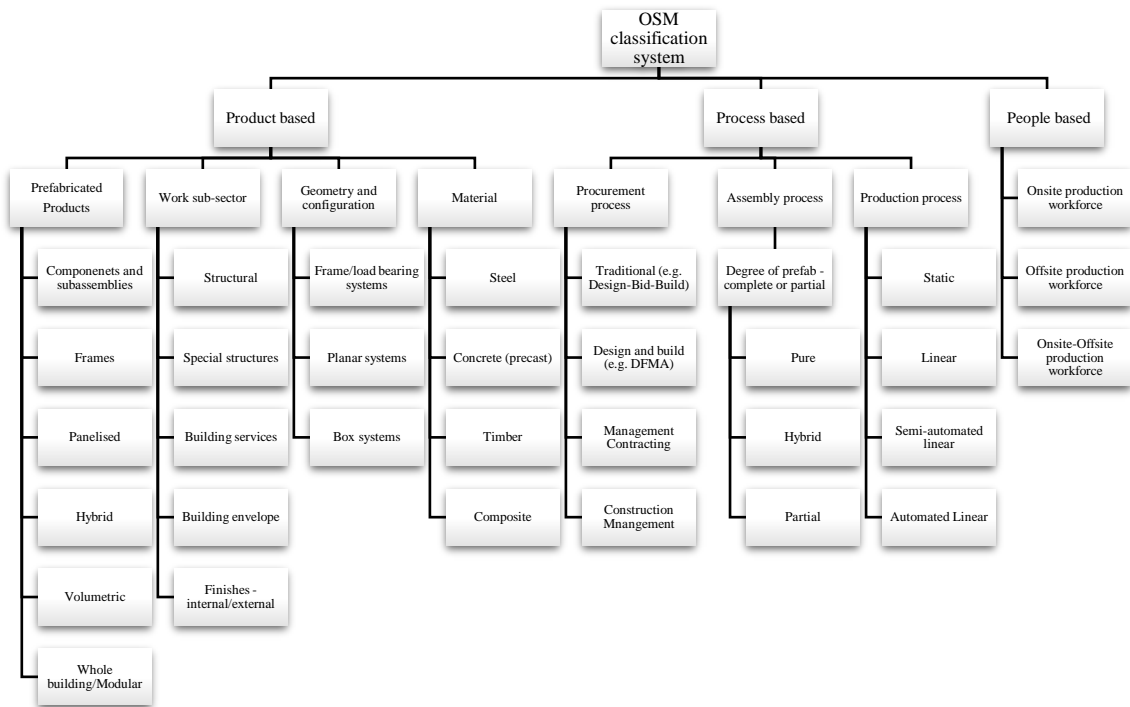 OSM
classification
system
Product based
Process based
People based
Prefabricated
Products
Work sub-sector
Geometry and
configuration
Material
Procurement
process
Assembly process
Production process
Onsite production
workforce
Componenets and
subassemblies
Structural
Frame/load bearing
systems
Steel
Traditional (e.g.
Design-Bid-Build)
Degree of prefab -
complete or partial
Static
Offsite production
workforce
Frames
Special structures
Planar systems
Concrete (precast)
Design and build
(e.g. DFMA)
Pure
Linear
Onsite-Offsite
production
workforce
Panelised
Building services
Box systems
Timber
Management
Contracting
Hybrid
Semi-automated
linear
Hybrid
Building envelope
Composite
Construction
Mnangement
Partial
Automated Linear
Volumetric
Finishes -
internal/external
Whole
building/Modular